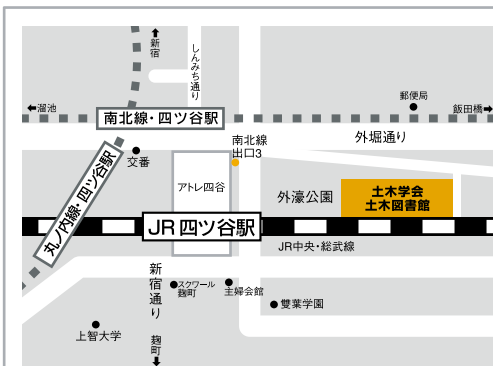 新宿
しんみち通り
溜池
郵便局
飯田橋
南北線・四ツ谷駅
外堀通り
南北線
出口3
交番
丸ノ内線・四ツ谷駅
アトレ四谷
外濠公園
土木学会
土木図書館
JR四ツ谷駅
JR中央・総武線
新宿通り
スクワール
麹町
主婦会館
雙葉学園
上智大学
麹町